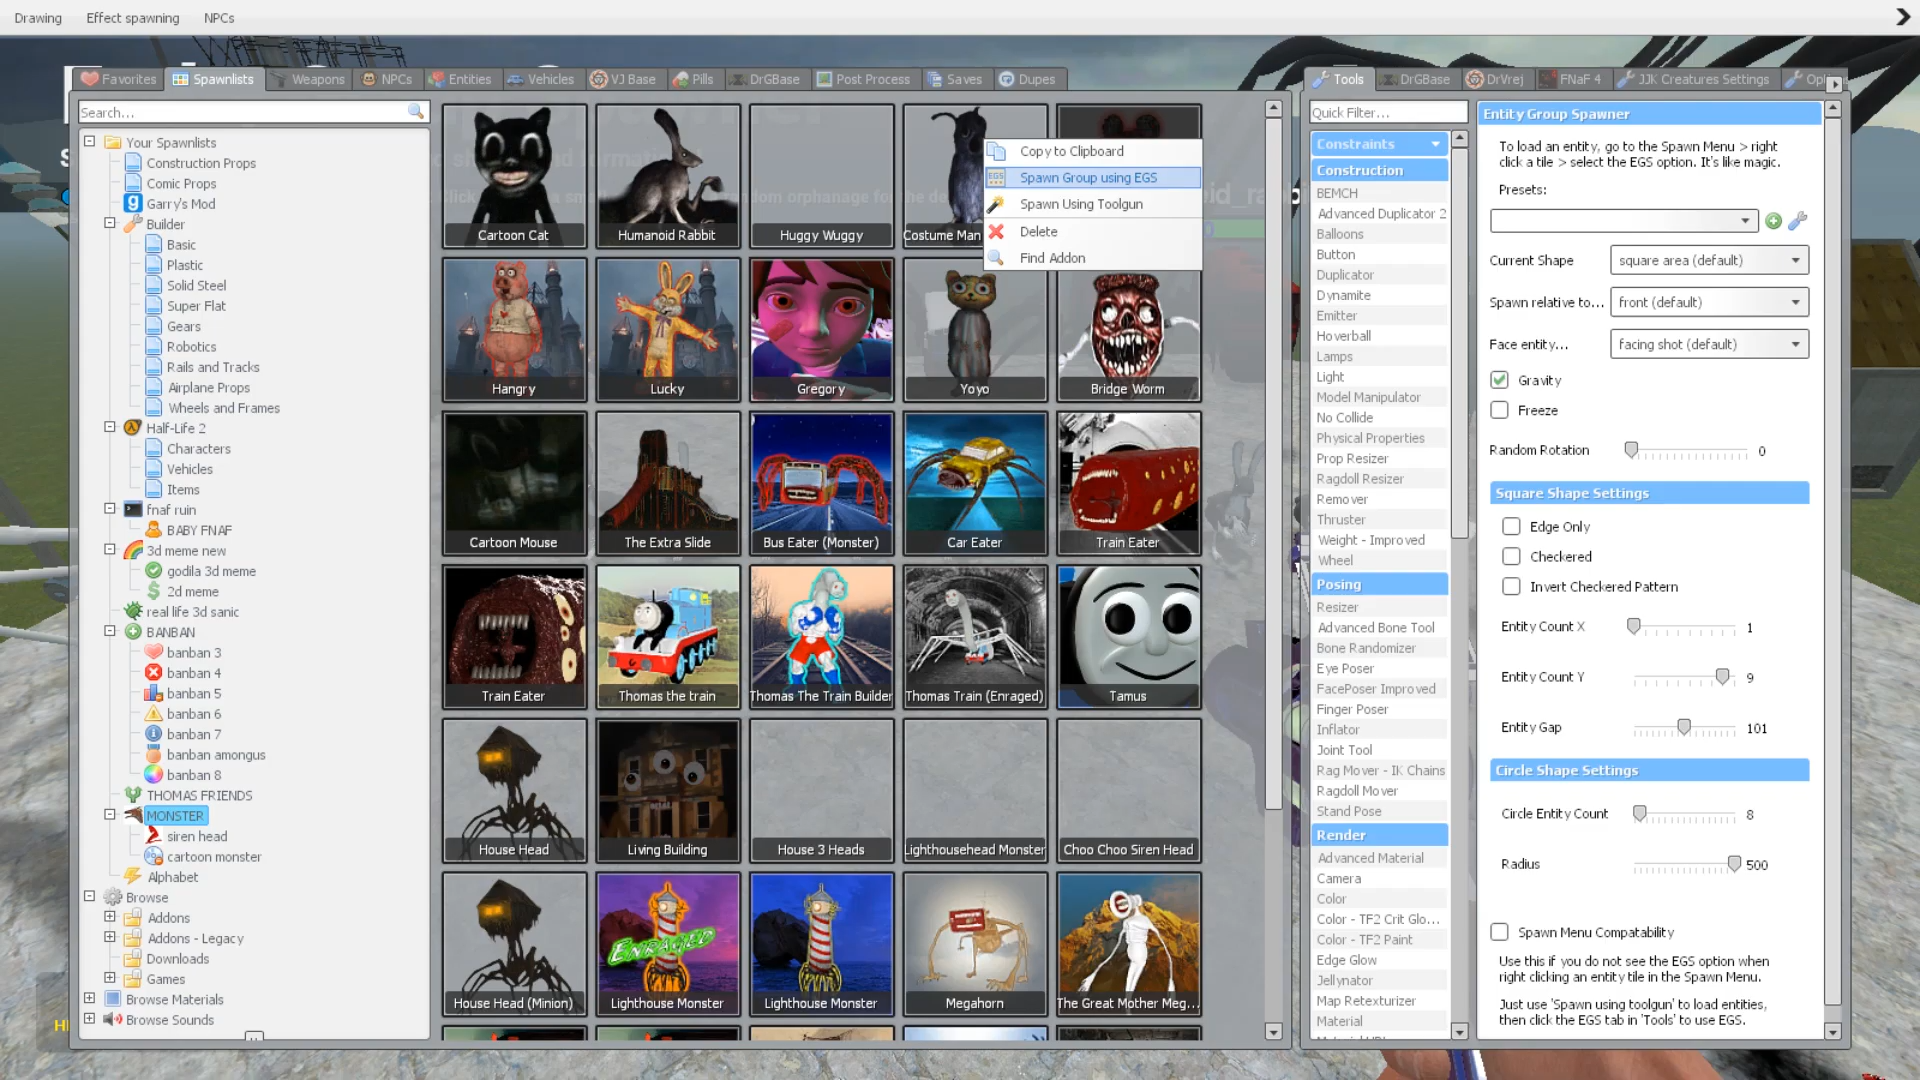 Drawing Effect spawning NPCs
Favorites Spawnlists Weapons NPCs Entities Vehicles VJ Base Pills DrGBase Post Process Saves Dupes
Search...
Your Spawnlists
Construction Props
Comic Props
Garry's Mod
Builder
Basic
Plastic
Solid Steel
Super Flat
Gears
Robotics
Rails and Tracks
Airplane Props
Wheels and Frames
Half-Life 2
Characters
Vehicles
Items
fnaf ruin
BABY FNAF
3d meme new
godila 3d meme
2d meme
real life 3d sanic
BANBAN
banban 3
banban 4
banban 5
banban 6
banban 7
banban amongus
banban 8
THOMAS FRIENDS
MONSTER
siren head
cartoon monster
Alphabet
Browse
Addons
Addons - Legacy
Downloads
Games
Browse Materials
Browse Sounds
Cartoon Cat Humanoid Rabbit Huggy Wuggy Costume Man
Copy to Clipboard
Spawn Group using EGS
Spawn Using Toolgun
Delete
Find Addon
Hangry Lucky Gregory Yoyo Bridge Worm
Cartoon Mouse The Extra Slide Bus Eater (Monster) Car Eater Train Eater
Train Eater Thomas the train Thomas The Train Builder Thomas Train (Enraged) Tamus
House Head Living Building House 3 Heads Lighthousehead Monster Choo Choo Siren Head
ENRAGED
House Head (Minion) Lighthouse Monster Lighthouse Monster Megahorn The Great Mother Meg...
Tools DrGBase DrVrej FNaF 4 JJK Creatures Settings
Quick Filter...
Constraints
Construction
BEMCH
Advanced Duplicator 2
Balloons
Button
Duplicator
Dynamite
Emitter
Hoverball
Lamps
Light
Model Manipulator
No Collide
Physical Properties
Prop Resizer
Ragdoll Resizer
Remover
Thruster
Weight - Improved
Wheel
Posing
Resizer
Advanced Bone Tool
Bone Randomizer
Eye Poser
FacePoser Improved
Finger Poser
Inflator
Joint Tool
Rag Mover - IK Chains
Ragdoll Mover
Stand Pose
Render
Advanced Material
Camera
Color
Color - TF2 Crit Glo...
Color - TF2 Paint
Edge Glow
Jellynator
Map Retexturizer
Material
Entity Group Spawner
To load an entity, go to the Spawn Menu > right
click a tile > select the EGS option. It's like magic.
Presets:
Current Shape square area (default)
Spawn relative to... front (default)
Face entity... facing shot (default)
Gravity
Freeze
Random Rotation 0
Square Shape Settings
Edge Only
Checkered
Invert Checkered Pattern
Entity Count X 1
Entity Count Y 9
Entity Gap 101
Circle Shape Settings
Circle Entity Count 8
Radius 500
Spawn Menu Compatability
Use this if you do not see the EGS option when
right clicking an entity tile in the Spawn Menu.
Just use 'Spawn using toolgun' to load entities,
then click the EGS tab in 'Tools' to use EGS.